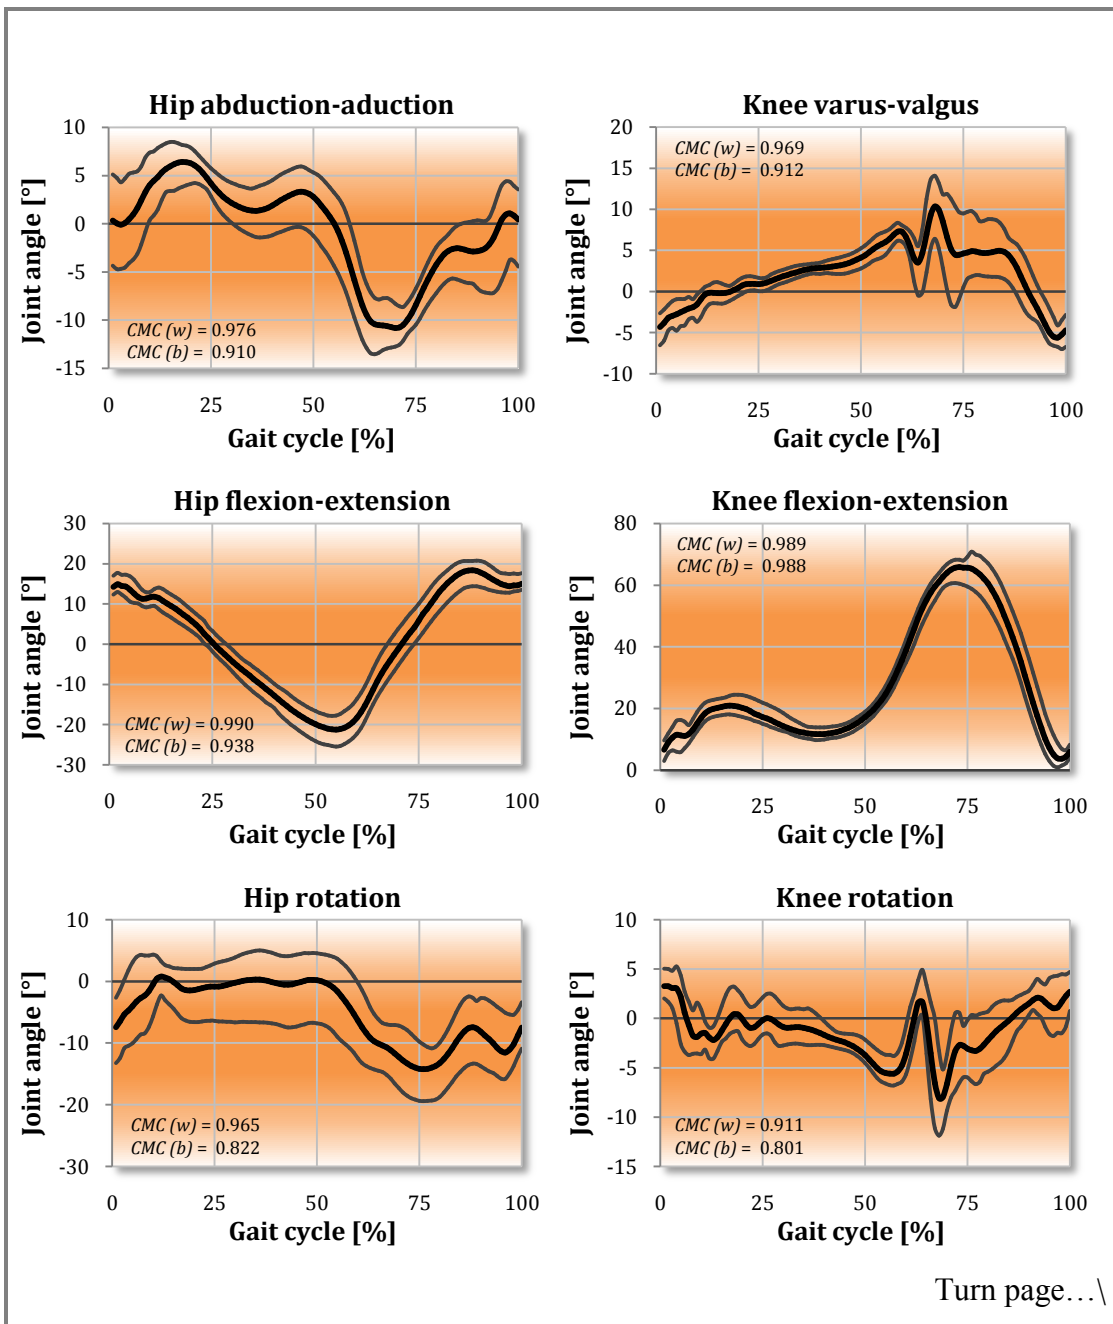 Hip abduction-aduction
Joint angle [°]
10
5
0
-5
-10
-15
CMC (w) = 0.976
CMC (b) = 0.910
0 25 50 75 100
Gait cycle [%]
Knee varus-valgus
Joint angle [°]
20
15
10
5
0
-5
-10
CMC (w) = 0.969
CMC (b) = 0.912
0 25 50 75 100
Gait cycle [%]
Hip flexion-extension
Joint angle [°]
30
20
10
0
-10
-20
-30
CMC (w) = 0.990
CMC (b) = 0.938
0 25 50 75 100
Gait cycle [%]
Knee flexion-extension
Joint angle [°]
80
60
40
20
0
CMC (w) = 0.989
CMC (b) = 0.988
0 25 50 75 100
Gait cycle [%]
Hip rotation
Joint angle [°]
10
0
-10
-20
-30
CMC (w) = 0.965
CMC (b) = 0.822
0 25 50 75 100
Gait cycle [%]
Knee rotation
Joint angle [°]
10
5
0
-5
-10
-15
CMC (w) = 0.911
CMC (b) = 0.801
0 25 50 75 100
Gait cycle [%]
Turn page…\